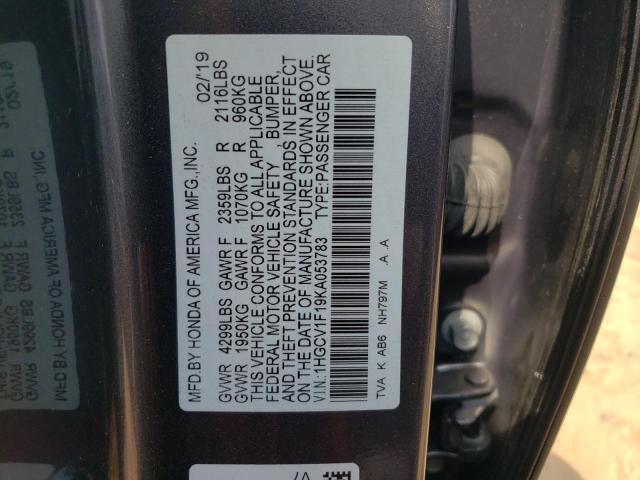 MFD.BY HONDA OF AMERICA MFG.,INC. 02/'19
GVWR 4299LBS GAWR F 2359LBS R 2116LBS
GVWR 1950KG GAWR F 1070KG R 960KG
THIS VEHICLE CONFORMS TO ALL APPLICABLE
FEDERAL MOTOR VEHICLE SAFETY, BUMPER,
AND THEFT PREVENTION STANDARDS IN EFFECT
ON THE DATE OF MANUFACTURE SHOWN ABOVE.
V.I.N.:1HGCV1F19KA053783 TYPE:PASSENGER CAR
TVA K AB6 NH797M .A .A